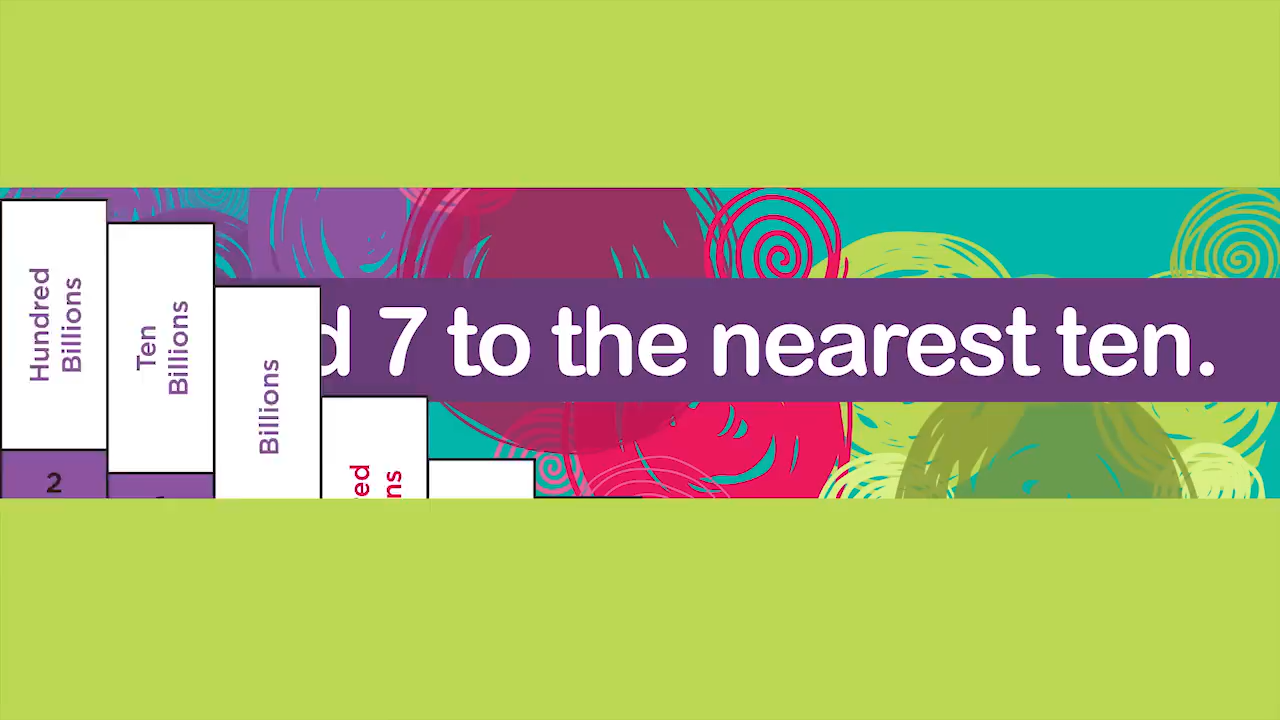 Hundred
Billions
Ten
Billions
Billions
d 7 to the nearest ten.
2